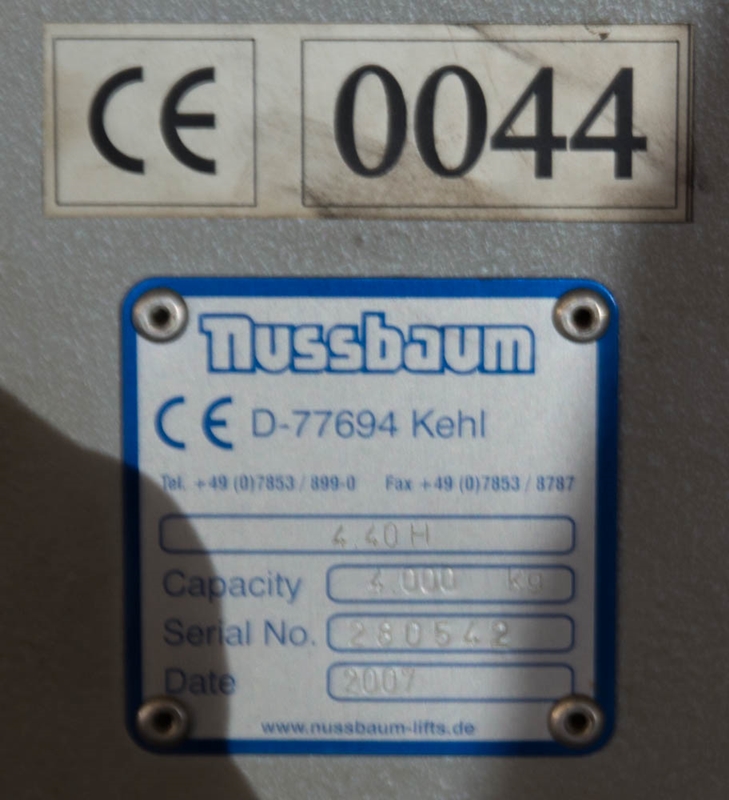 CE 0044
nussbaum
CE D-77694 Kehl
Tel. +49 (0)7853 / 899-0 Fax +49 (0)7853 / 8787
4.40H
Capacity 4.000 kg
Serial No. 280542
Date 2007
www.nussbaum-lifts.de